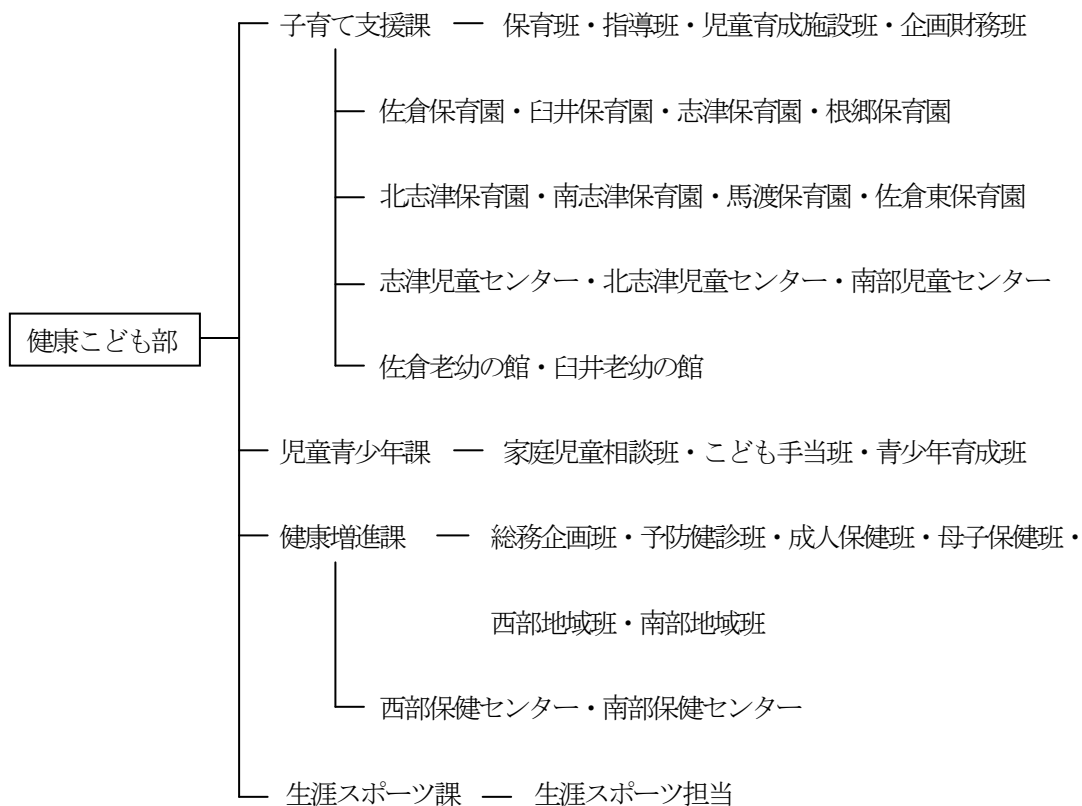 子育て支援課 ― 保育班・指導班・児童育成施設班・企画財務班
佐倉保育園・臼井保育園・志津保育園・根郷保育園
北志津保育園・南志津保育園・馬渡保育園・佐倉東保育園
志津児童センター・北志津児童センター・南部児童センター
健康こども部
佐倉老幼の館・臼井老幼の館
児童青少年課 ― 家庭児童相談班・こども手当班・青少年育成班
健康増進課 ― 総務企画班・予防健診班・成人保健班・母子保健班・
西部地域班・南部地域班
西部保健センター・南部保健センター
生涯スポーツ課 ― 生涯スポーツ担当